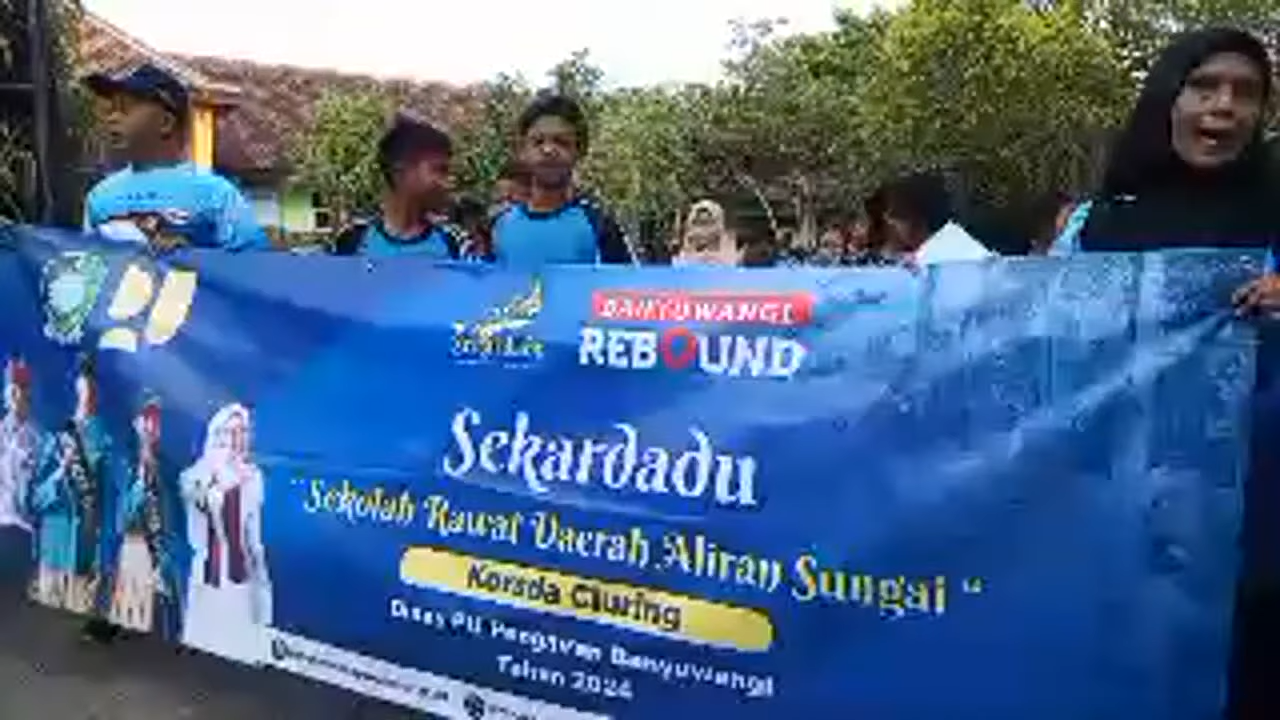 BANYUWANGI
REBOUND
Sekardadu
"Sekolah Rawat Daerah Aliran Sungai "
Korsda Cluring
Dinas PU Pengairan Banyuwangi
Tahun 2024